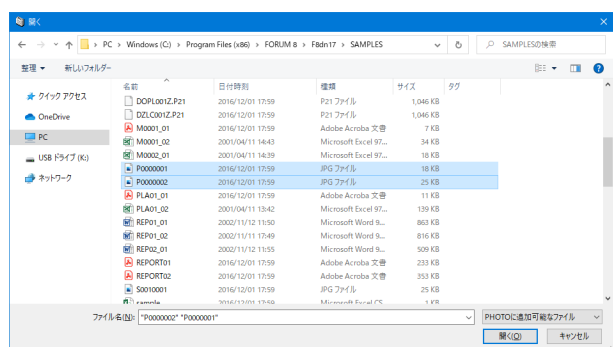 開く
PC › Windows (C:) › Program Files (x86) › FORUM 8 › F8dn17 › SAMPLES
SAMPLESの検索
整理 新しいフォルダー
名前 日付時刻 種類 サイズ タグ
クイック アクセス
OneDrive
PC
USB ドライブ (K:)
ネットワーク
DOPL001Z.P21 2016/12/01 17:59 P21 ファイル 1,046 KB
DZLC001Z.P21 2016/12/01 17:59 P21 ファイル 1,046 KB
M0001_01 2016/12/01 17:59 Adobe Acroba 文書 7 KB
M0001_02 2001/04/11 14:43 Microsoft Excel 97... 34 KB
M0002_01 2001/04/11 14:39 Microsoft Excel 97... 18 KB
P0000001 2016/12/01 17:59 JPG ファイル 18 KB
P0000002 2016/12/01 17:59 JPG ファイル 25 KB
PLA01_01 2016/12/01 17:59 Adobe Acroba 文書 11 KB
PLA01_02 2001/04/11 13:42 Microsoft Excel 97... 139 KB
REP01_01 2002/11/12 11:50 Microsoft Word 9... 863 KB
REP01_02 2002/11/11 17:49 Microsoft Word 9... 816 KB
REP02_01 2002/11/12 11:55 Microsoft Word 9... 509 KB
REPORT01 2016/12/01 17:59 Adobe Acroba 文書 233 KB
REPORT02 2016/12/01 17:59 Adobe Acroba 文書 353 KB
S0010001 2016/12/01 17:59 JPG ファイル 25 KB
sample 2016/12/01 17:59 Microsoft Excel CS... 1 KB
ファイル名(N): "P0000002" "P0000001"
PHOTOに追加可能なファイル
開く(O) キャンセル